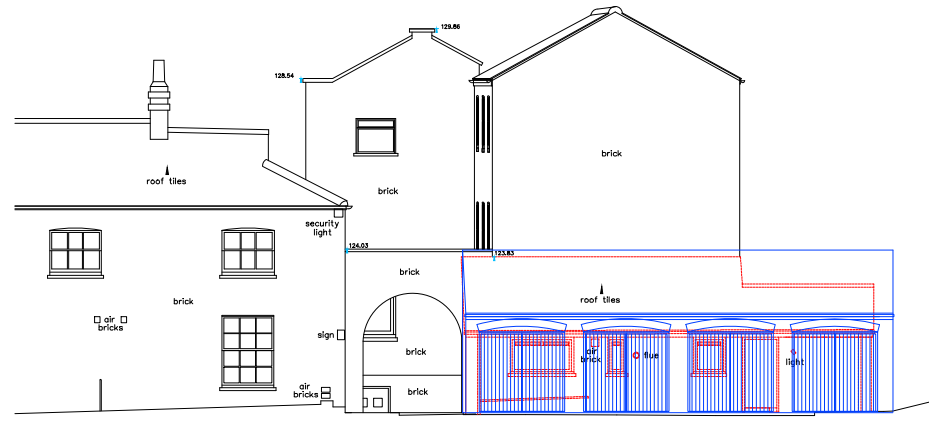 129.86
128.54
brick
roof tiles
brick
security
light
124.03
123.83
brick
roof tiles
brick
air
bricks
sign
brick
air
brick
flue
light
air
bricks
brick